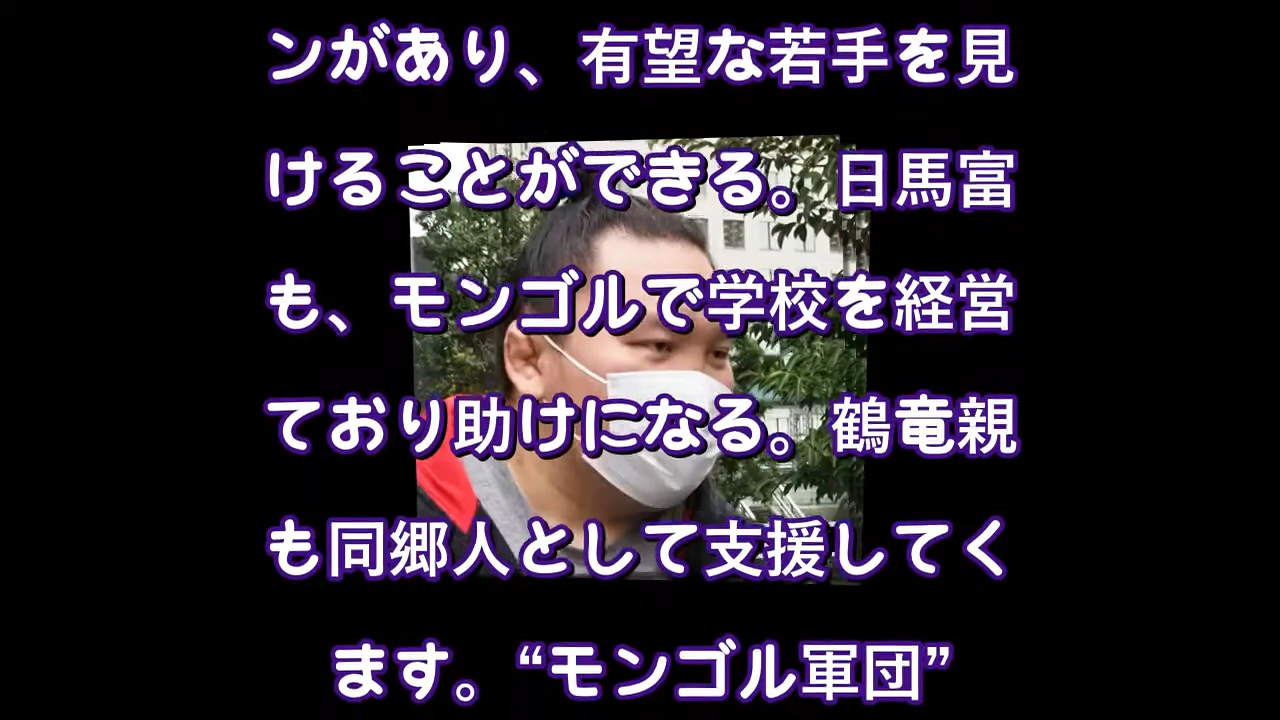 ンがあり、有望な若手を見
けることができる。日馬富
も、モンゴルで学校を経営
ており助けになる。鶴竜親
も同郷人として支援してく
ます。“モンゴル軍団”